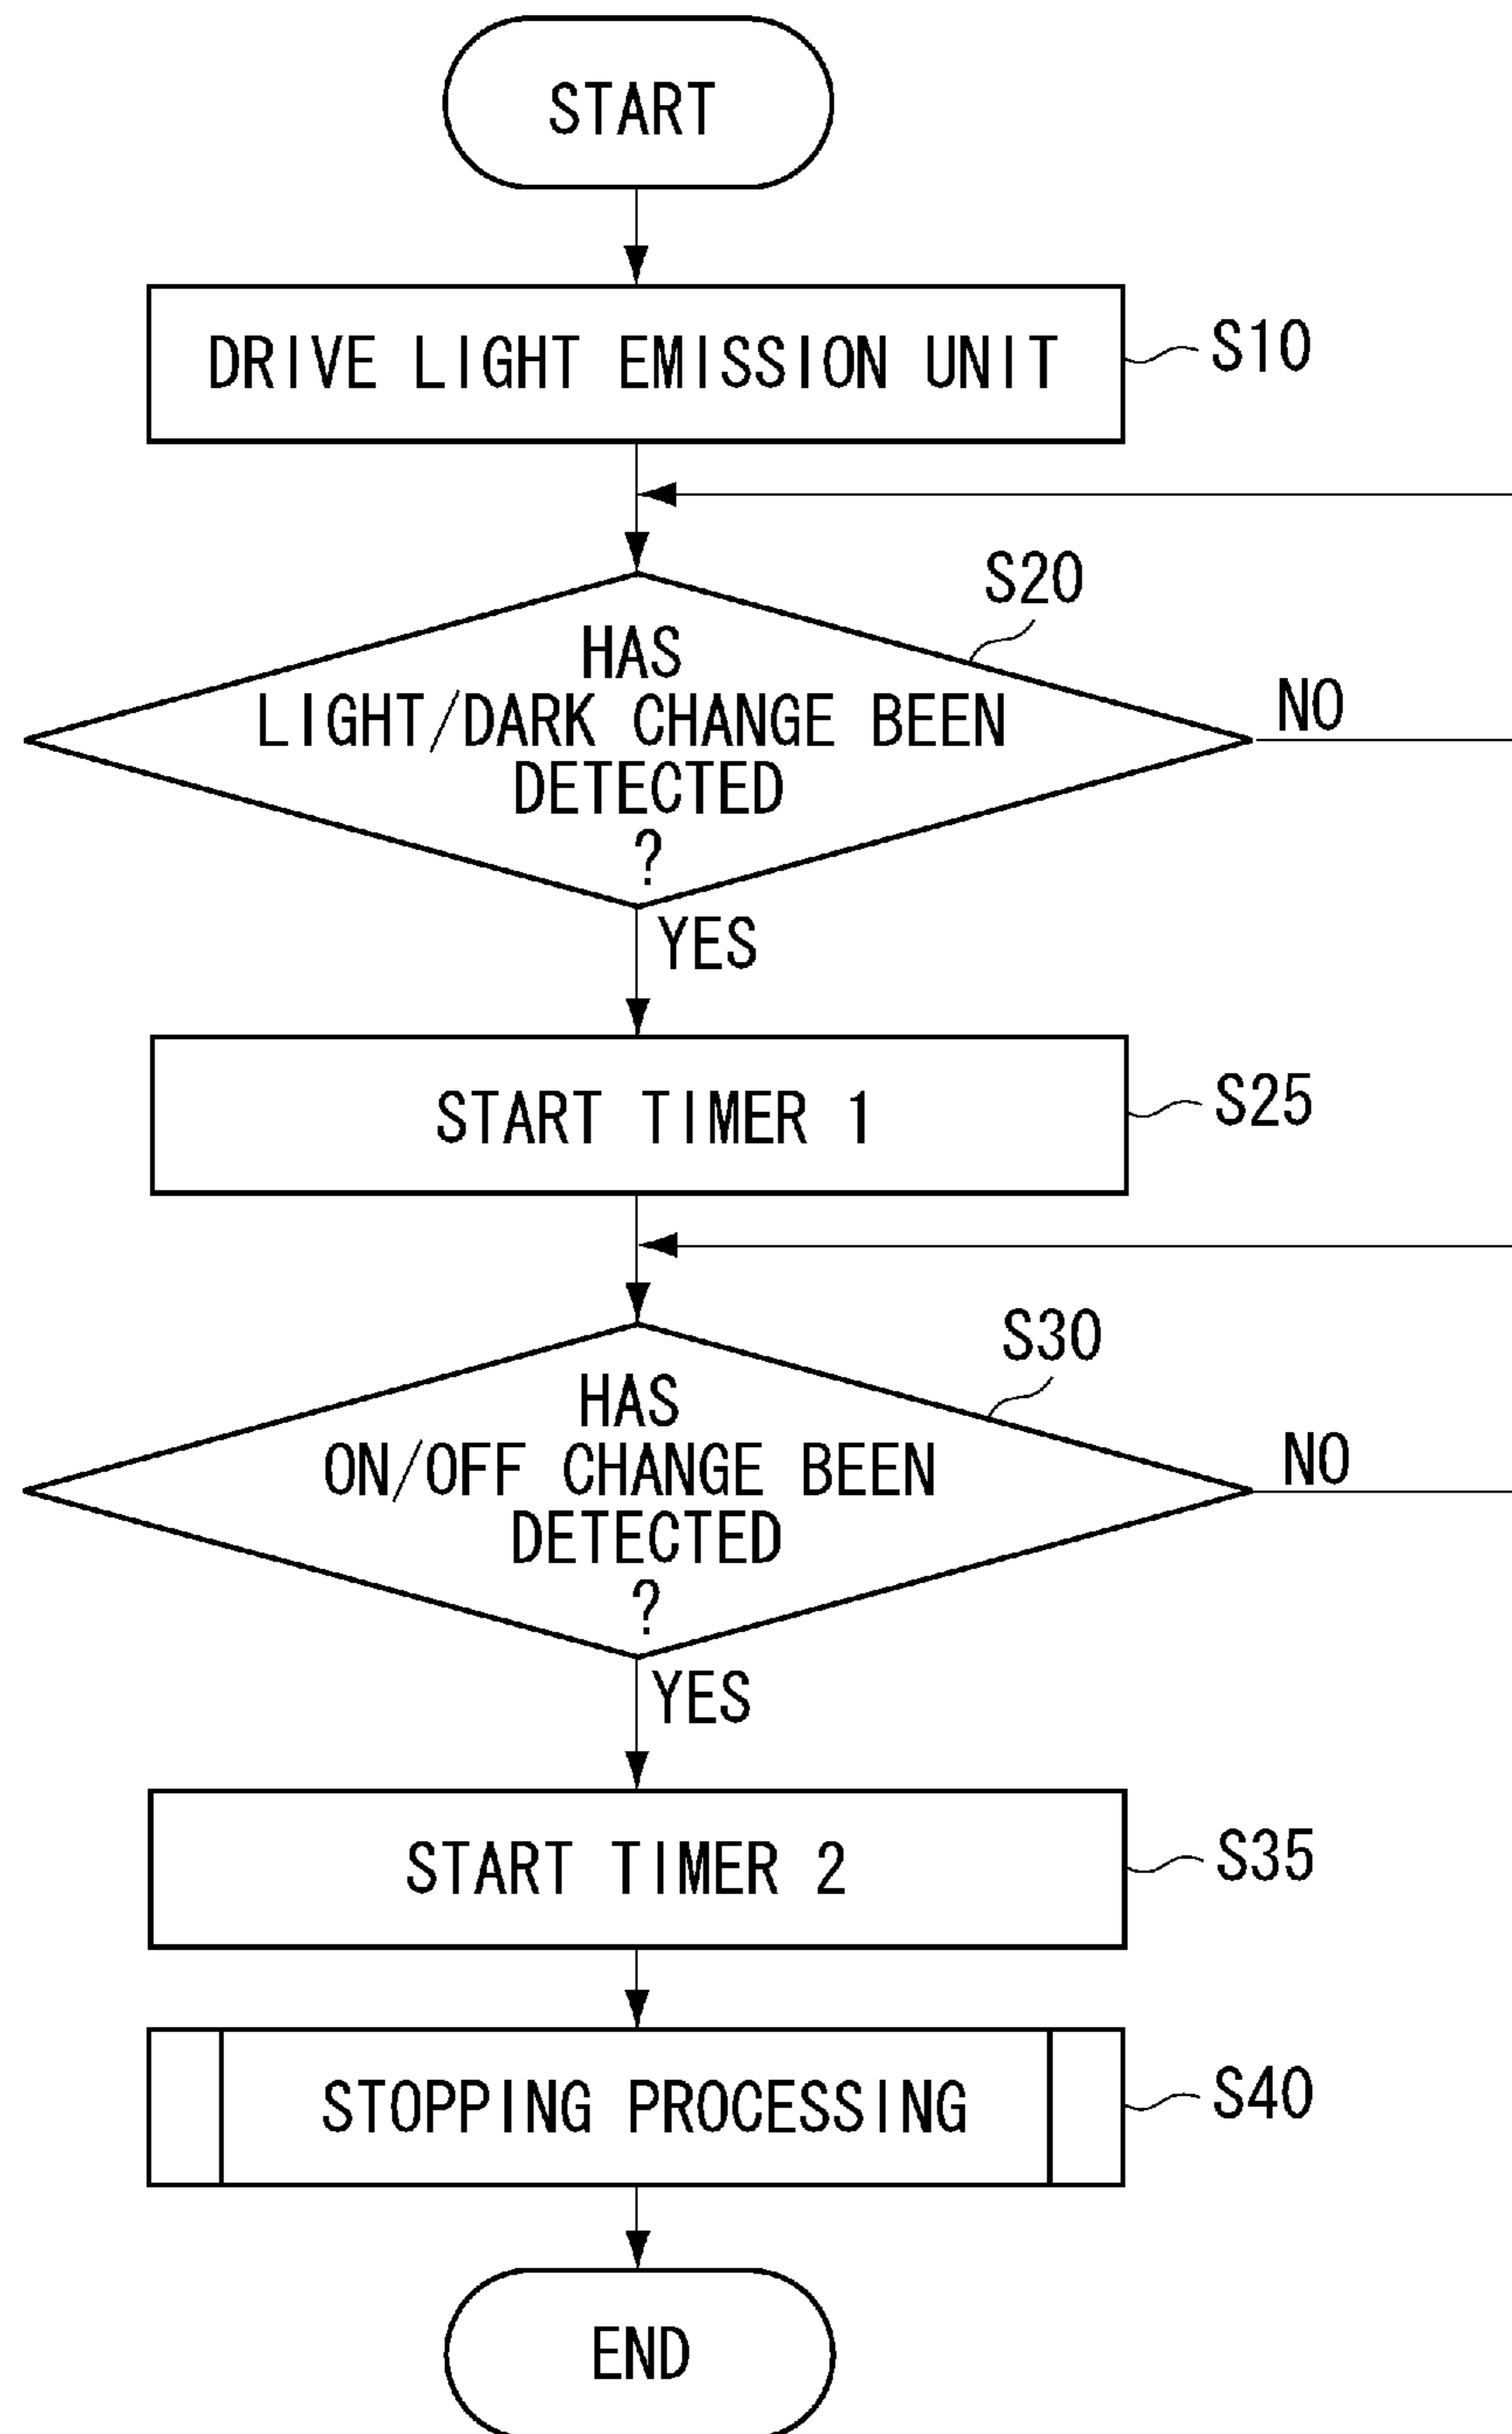 START
DRIVE LIGHT EMISSION UNIT
S10
S20
HAS
LIGHT/DARK CHANGE BEEN
DETECTED
?
NO
YES
START TIMER 1
S25
S30
HAS
ON/OFF CHANGE BEEN
DETECTED
?
NO
YES
START TIMER 2
S35
STOPPING PROCESSING
S40
END